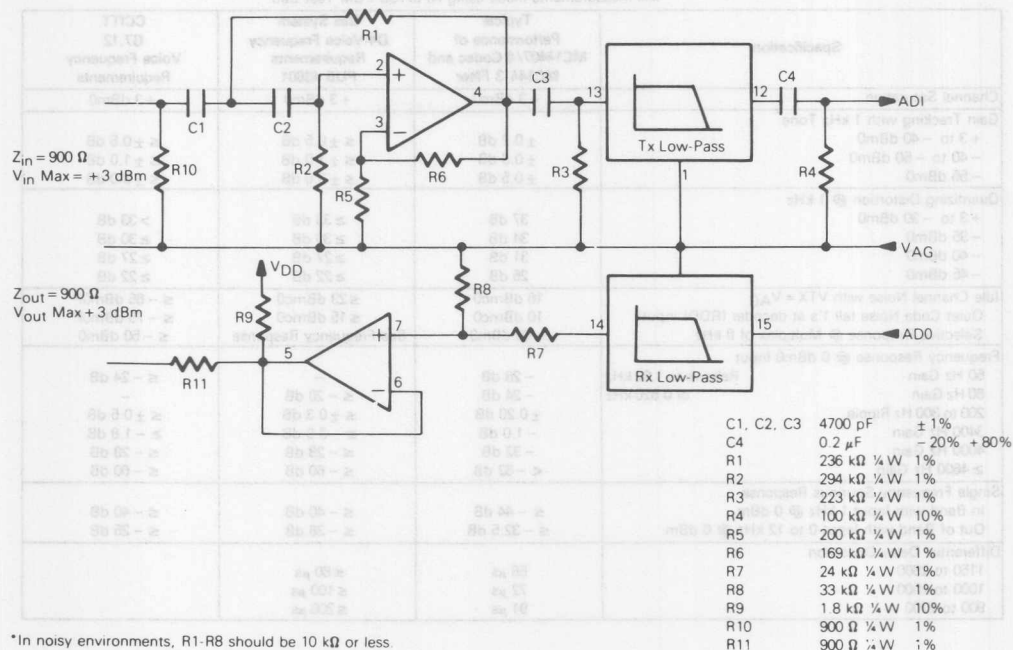 R1
2
+
3
−
4
C1
C2
C3
13
12
C4
ADI
Tx Low-Pass
1
Z_in = 900 Ω
V_in Max = +3 dBm
R10
R2
R5
R6
R3
R4
V_AG
V_DD
Z_out = 900 Ω
V_out Max +3 dBm
R9
R8
7
5
+
−
6
R11
R7
14
15
AD0
Rx Low-Pass
C1, C2, C3 4700 pF ±1%
C4 0.2 μF −20% +80%
R1 236 kΩ ¼ W 1%
R2 294 kΩ ¼ W 1%
R3 223 kΩ ¼ W 1%
R4 100 kΩ ¼ W 10%
R5 200 kΩ ¼ W 1%
R6 169 kΩ ¼ W 1%
R7 24 kΩ ¼ W 1%
R8 33 kΩ ¼ W 1%
R9 1.8 kΩ ¼ W 10%
R10 900 Ω ¼ W 1%
R11 900 Ω ¼ W 1%
*In noisy environments, R1-R8 should be 10 kΩ or less.